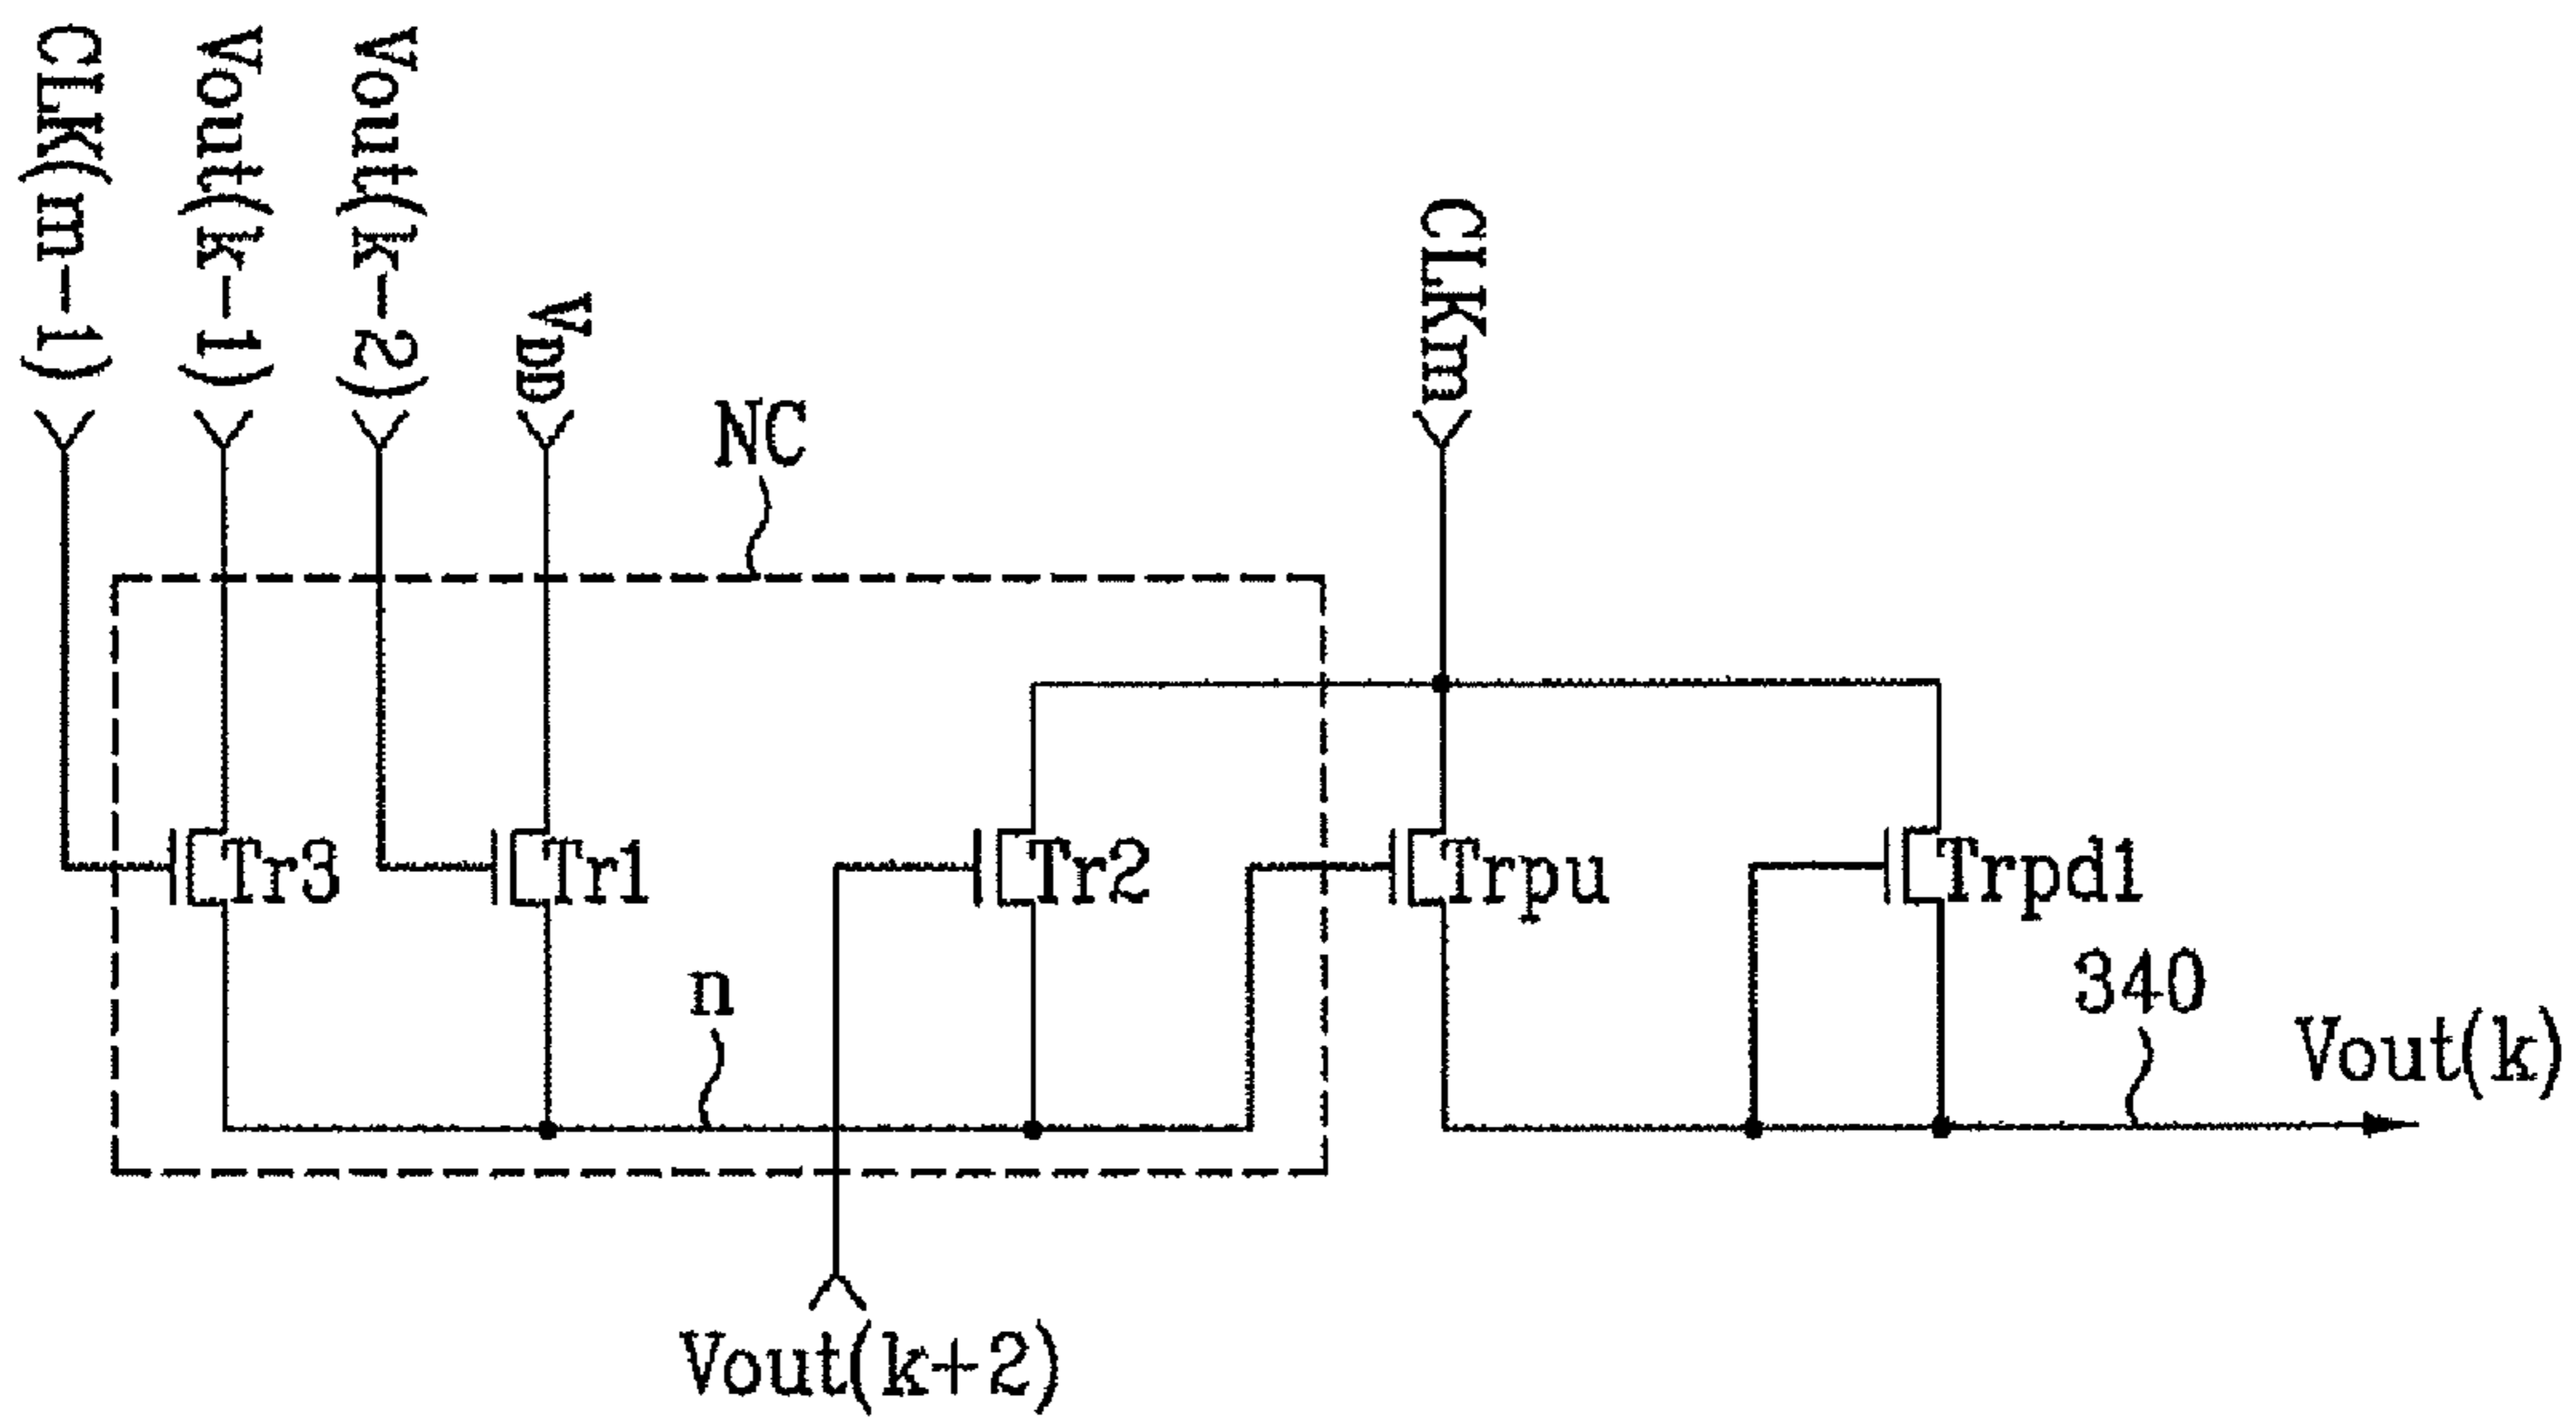 CLK(m-1)
Vout(k-1)
Vout(k-2)
VDD
NC
CLKm
Tr3
Tr1
Tr2
Trpu
Trpd1
n
340
Vout(k)
Vout(k+2)